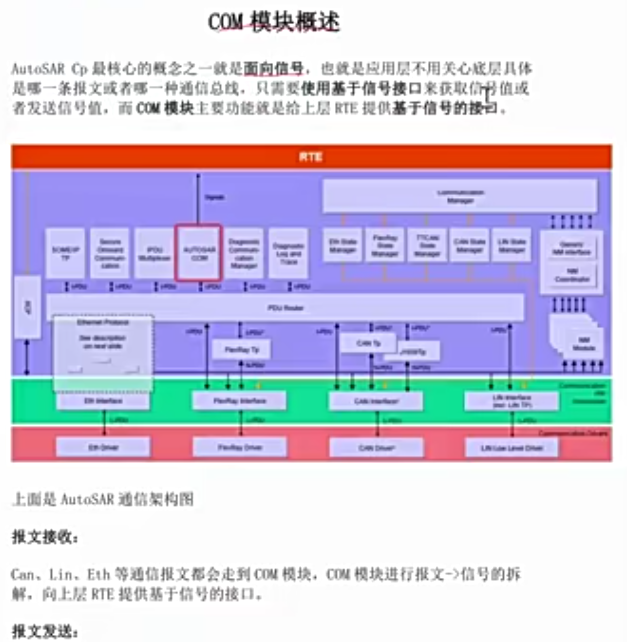 COM 模块概述
AutoSAR Cp 最核心的概念之一就是面向信号，也就是应用层不用关心底层具体
是哪一条报文或者哪一种通信总线，只需要使用基于信号接口来获取信号值或
者发送信号值，而 COM 模块主要功能就是给上层 RTE 提供基于信号的接口。
RTE
Signals
Communication
Manager
SOME/IP
TP
Secure
Onboard
Communi-
cation
IPDU
Multiplexer
AUTOSAR
COM
Diagnostic
Communi-
cation
Manager
Diagnostic
Log and
Trace
Eth State
Manager
FlexRay
State
Manager
TTCAN
State
Manager
CAN State
Manager
LIN State
Manager
Generic
NM Interface
NM
Coordinator
I-PDU
I-PDU
I-PDU
I-PDU
I-PDU
I-PDU
XCP
PDU Router
Ethernet Protocol
See description
on next slide
FlexRay Tp
CAN Tp
NM
Module
Eth Interface
FlexRay Interface
CAN Interface
LIN Interface
(incl. LIN TP)
Eth Driver
FlexRay Driver
CAN Driver
LIN Low Level Driver
Communication Drivers
上面是 AutoSAR 通信架构图
报文接收：
Can、Lin、Eth 等通信报文都会走到 COM 模块，COM 模块进行报文->信号的拆
解，向上层 RTE 提供基于信号的接口。
报文发送：